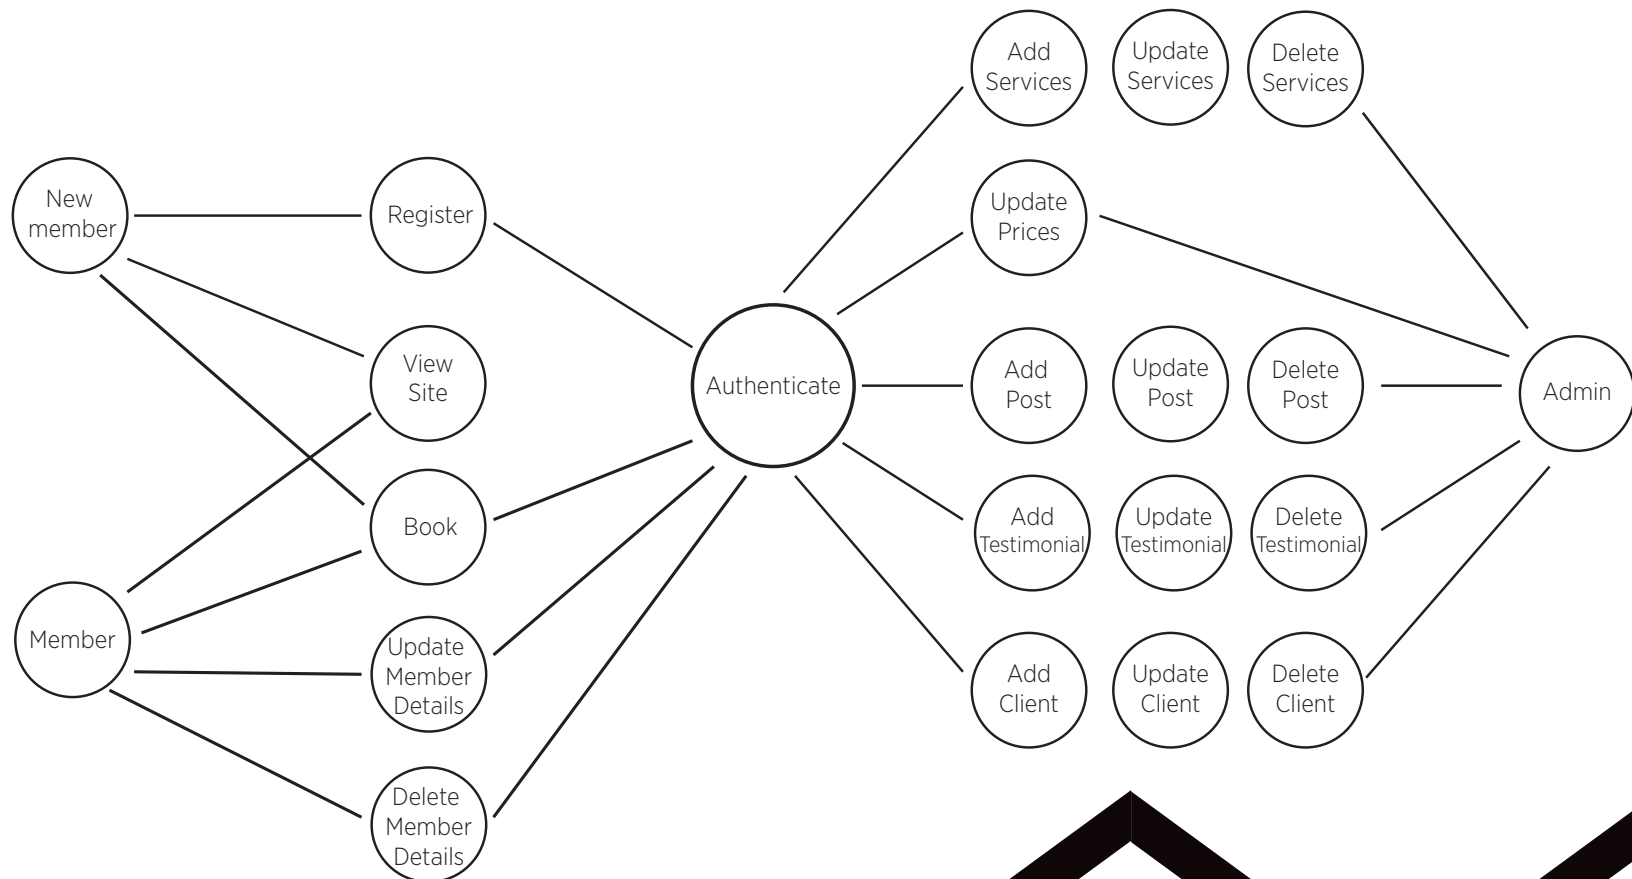 Add
Services
Update
Services
Delete
Services
New
member
Register
Update
Prices
View
Site
Authenticate
Add
Post
Update
Post
Delete
Post
Admin
Book
Add
Testimonial
Update
Testimonial
Delete
Testimonial
Member
Update
Member
Details
Add
Client
Update
Client
Delete
Client
Delete
Member
Details